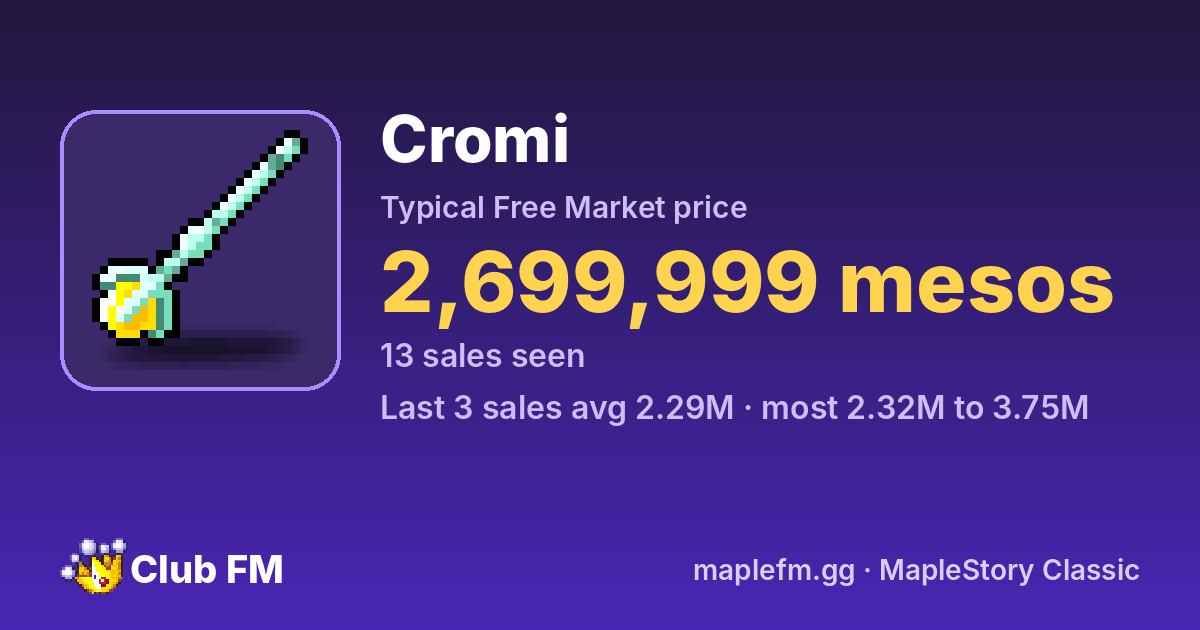 Cromi
Typical Free Market price
2,699,999 mesos
13 sales seen
Last 3 sales avg 2.29M · most 2.32M to 3.75M
Club FM
maplefm.gg · MapleStory Classic